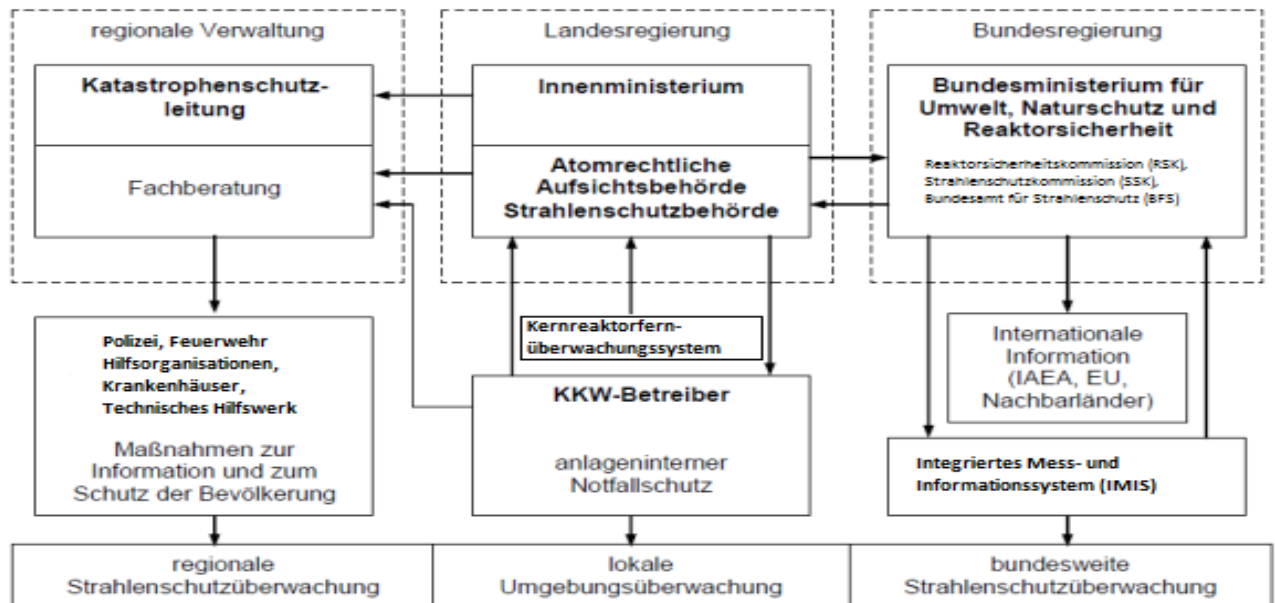 regionale Verwaltung
Katastrophenschutz-
leitung
Fachberatung
Polizei, Feuerwehr
Hilfsorganisationen,
Krankenhäuser,
Technisches Hilfswerk
Maßnahmen zur
Information und zum
Schutz der Bevölkerung
regionale
Strahlenschutzüberwachung
Landesregierung
Innenministerium
Atomrechtliche
Aufsichtsbehörde
Strahlenschutzbehörde
Kernreaktorfern-
überwachungssystem
KKW-Betreiber
anlageninterner
Notfallschutz
lokale
Umgebungsüberwachung
Bundesregierung
Bundesministerium für
Umwelt, Naturschutz und
Reaktorsicherheit
Reaktorsicherheitskommission (RSK),
Strahlenschutzkommission (SSK),
Bundesamt für Strahlenschutz (BFS)
Internationale
Information
(IAEA, EU,
Nachbarländer)
Integriertes Mess- und
Informationssystem (IMIS)
bundesweite
Strahlenschutzüberwachung